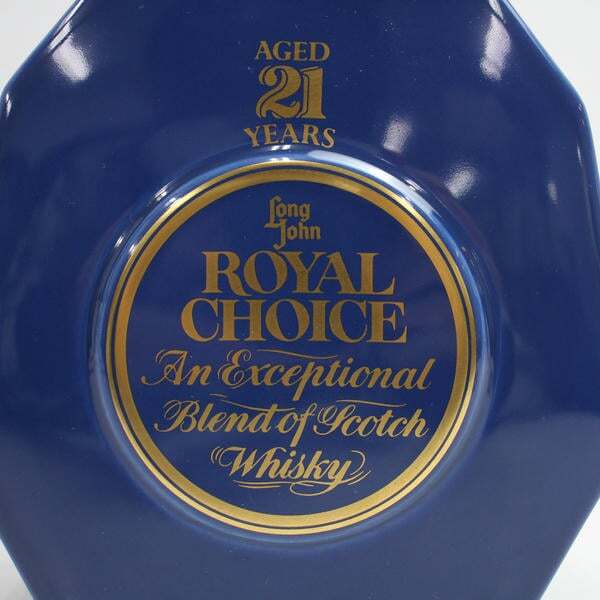 AGED
21
YEARS
Long
John
ROYAL
CHOICE
An Exceptional
Blend of Scotch
Whisky